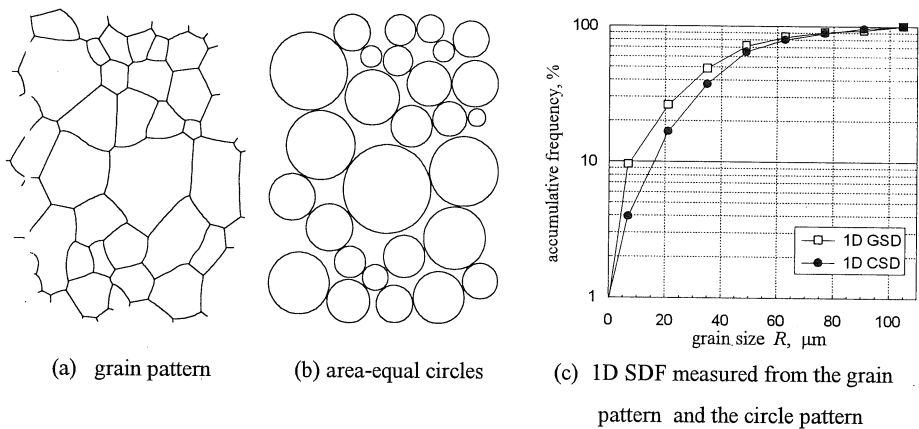 100
10
1
accumulative frequency, %
1D GSD
1D CSD
0 20 40 60 80 100
grain size R, μm
(a) grain pattern
(b) area-equal circles
(c) 1D SDF measured from the grain
pattern and the circle pattern